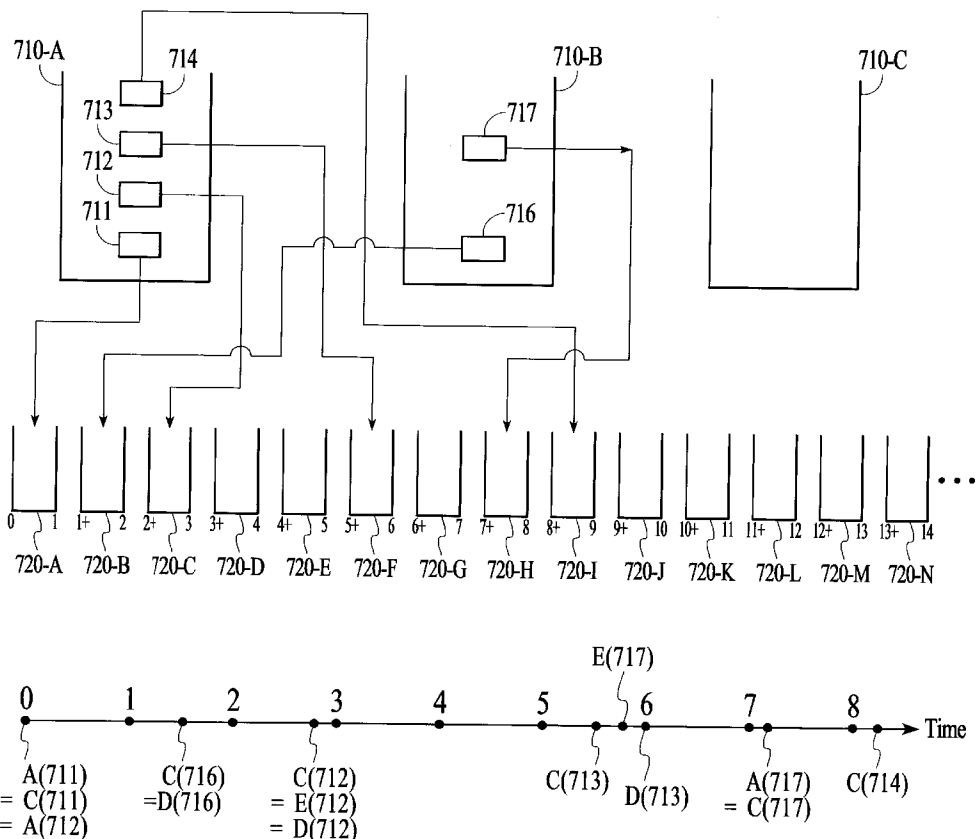 710-A
714
713
712
711
710-B
717
716
710-C
0 1 1+ 2 2+ 3 3+ 4 4+ 5 5+ 6 6+ 7 7+ 8 8+ 9 9+ 10 10+ 11 11+ 12 12+ 13 13+ 14
720-A 720-B 720-C 720-D 720-E 720-F 720-G 720-H 720-I 720-J 720-K 720-L 720-M 720-N
E(717)
0 1 2 3 4 5 6 7 8
Time
A(711)
= C(711)
= A(712)
C(716)
=D(716)
C(712)
= E(712)
= D(712)
C(713)
D(713)
A(717)
= C(717)
C(714)